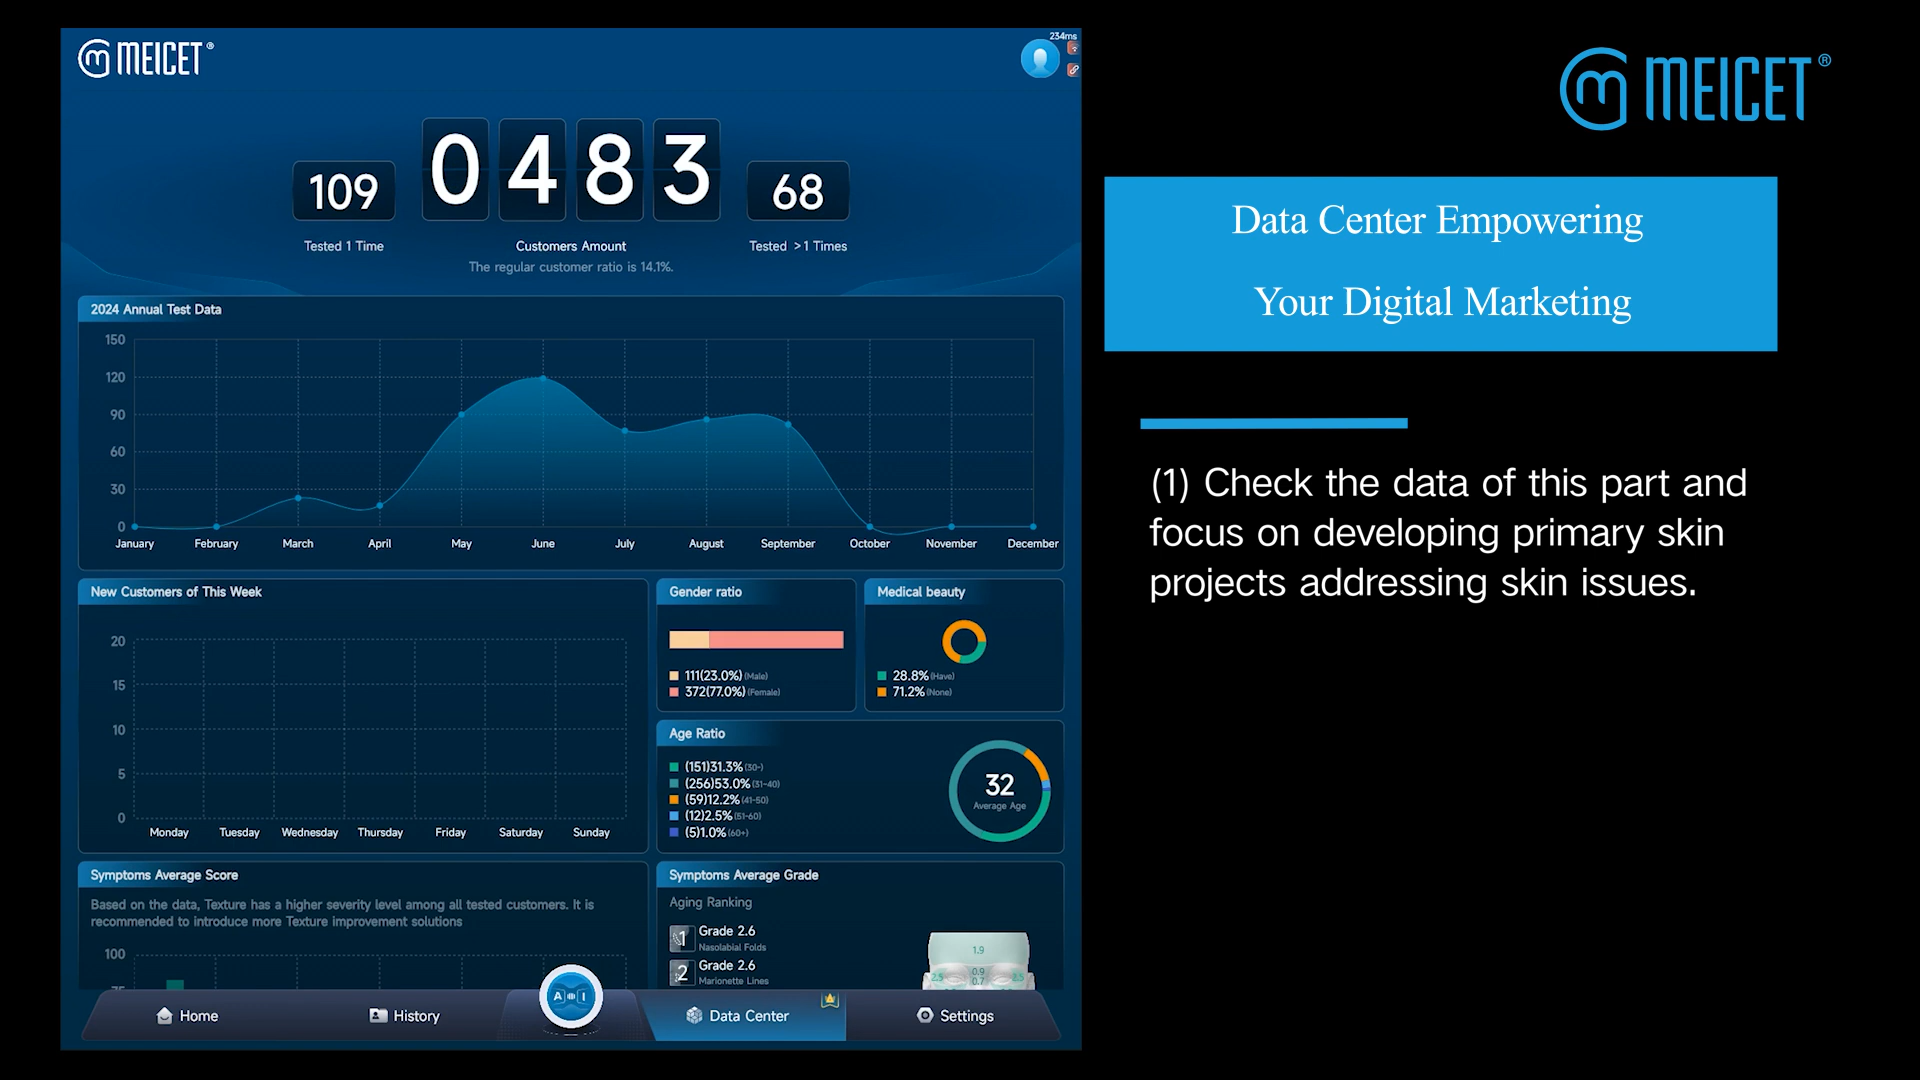 MEICET®
234ms
109
0483
68
Tested 1 Time
Customers Amount
Tested >1 Times
The regular customer ratio is 14.1%.
2024 Annual Test Data
150
120
90
60
30
0
January February March April May June July August September October November December
New Customers of This Week
20
15
10
5
0
Monday Tuesday Wednesday Thursday Friday Saturday Sunday
Gender ratio
111(23.0%)(Male)
372(77.0%)(Female)
Medical beauty
28.8%(Have)
71.2%(None)
Age Ratio
(151)31.3%(30-)
(256)53.0%(31-40)
(59)12.2%(41-50)
(12)2.5%(51-60)
(5)1.0%(60+)
32
Average Age
Symptoms Average Score
Based on the data, Texture has a higher severity level among all tested customers. It is
recommended to introduce more Texture improvement solutions
100
Symptoms Average Grade
Aging Ranking
1
Grade 2.6
Nasolabial Folds
2
Grade 2.6
Marionette Lines
1.9
2.5
0.9
2.5
0.7
Home
History
A I
Data Center
Settings
MEICET®
Data Center Empowering
Your Digital Marketing
(1) Check the data of this part and
focus on developing primary skin
projects addressing skin issues.